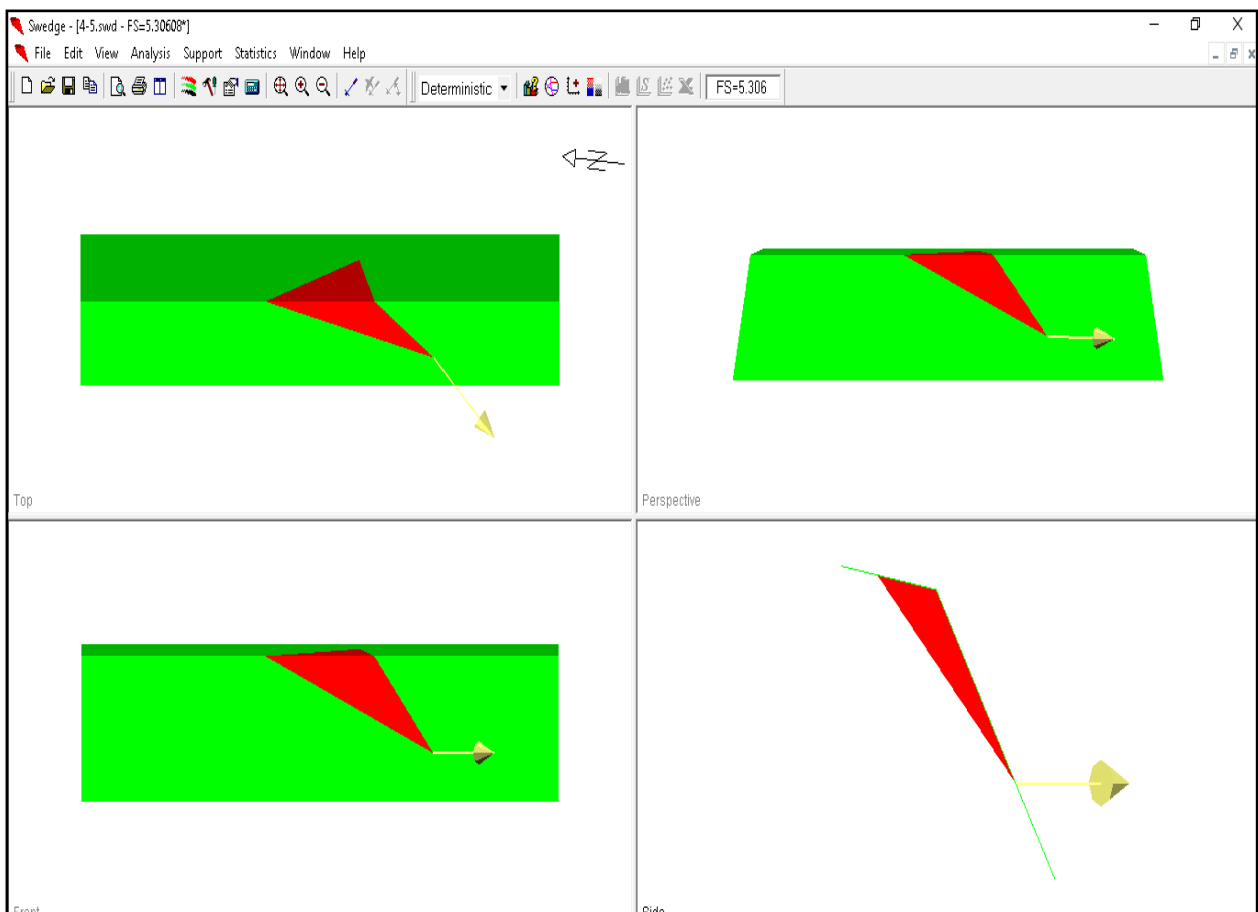 Swedge - [4-5.swd - FS=5.30608*]
File Edit View Analysis Support Statistics Window Help
Deterministic FS=5.306
N
Top
Perspective
Front
Side